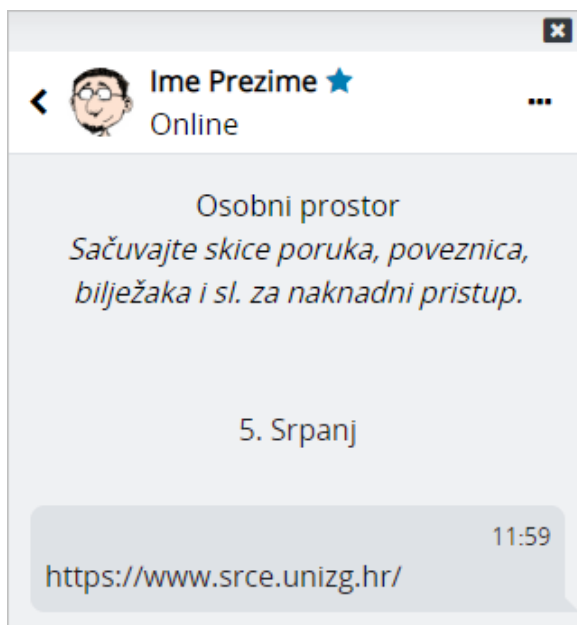 Ime Prezime
Online
Osobni prostor
Sačuvajte skice poruka, poveznica,
bilježaka i sl. za naknadni pristup.
5. Srpanj
11:59
https://www.srce.unizg.hr/